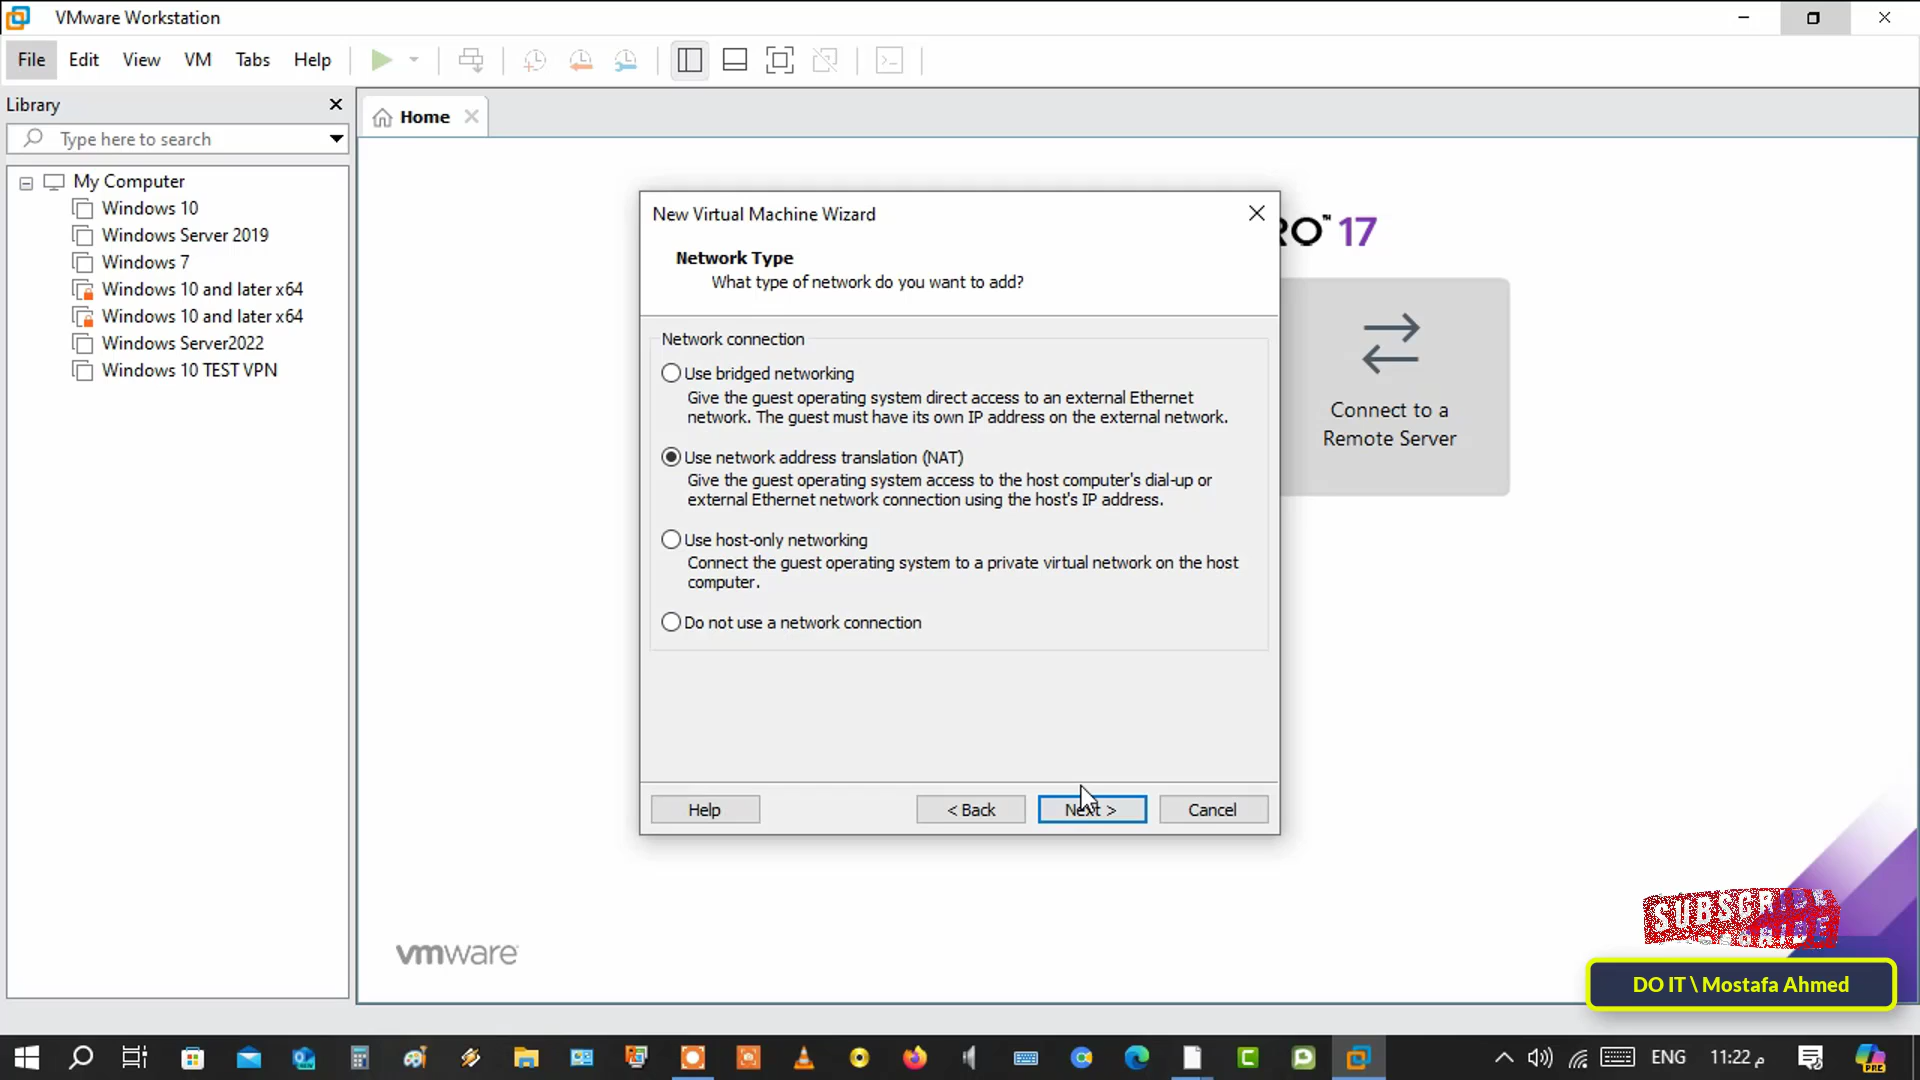 VMware Workstation
File Edit View VM Tabs Help
Library
Type here to search
Home
My Computer
Windows 10
Windows Server 2019
Windows 7
Windows 10 and later x64
Windows 10 and later x64
Windows Server2022
Windows 10 TEST VPN
RO™ 17
Connect to a
Remote Server
New Virtual Machine Wizard
Network Type
What type of network do you want to add?
Network connection
Use bridged networking
Give the guest operating system direct access to an external Ethernet
network. The guest must have its own IP address on the external network.
Use network address translation (NAT)
Give the guest operating system access to the host computer's dial-up or
external Ethernet network connection using the host's IP address.
Use host-only networking
Connect the guest operating system to a private virtual network on the host
computer.
Do not use a network connection
Help < Back Next > Cancel
vmware
SUBSCRIBE
DO IT \ Mostafa Ahmed
ENG 11:22 م
PRE